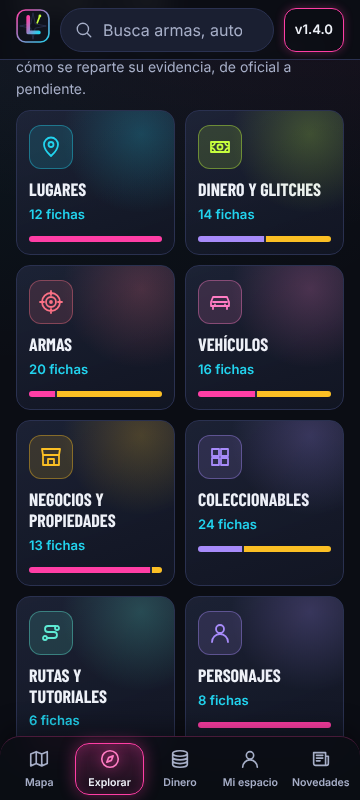 Busca armas, auto
v1.4.0
cómo se reparte su evidencia, de oficial a
pendiente.
LUGARES
12 fichas
DINERO Y GLITCHES
14 fichas
ARMAS
20 fichas
VEHÍCULOS
16 fichas
NEGOCIOS Y
PROPIEDADES
13 fichas
COLECCIONABLES
24 fichas
RUTAS Y
TUTORIALES
6 fichas
PERSONAJES
8 fichas
Mapa
Explorar
Dinero
Mi espacio
Novedades